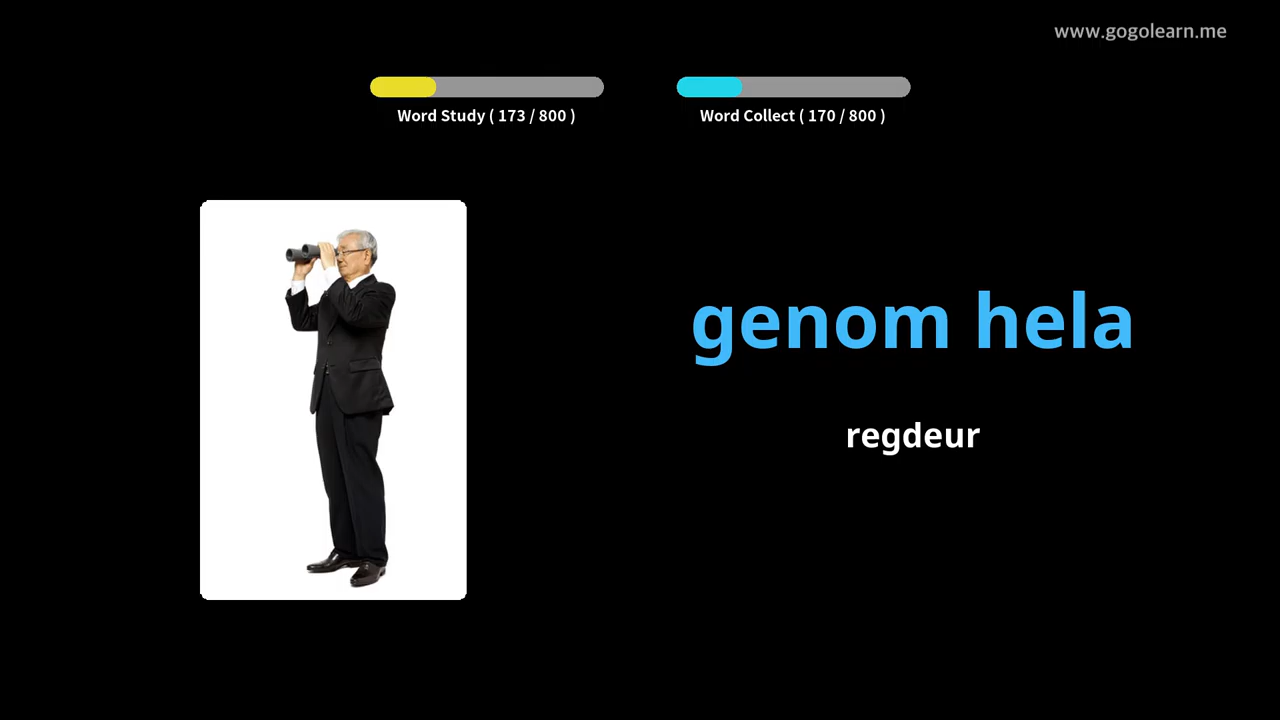 www.gogolearn.me
Word Study ( 173 / 800 )
Word Collect ( 170 / 800 )
genom hela
regdeur